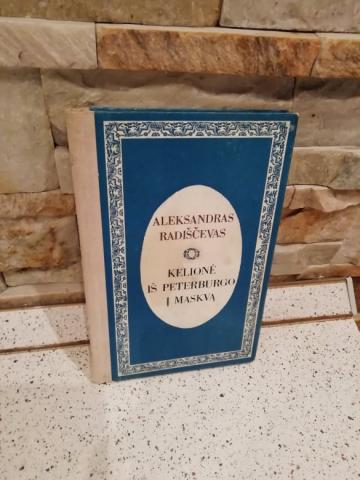 ALEKSANDRAS
RADIŠČEVAS
KELIONĖ
IŠ PETERBURGO
Į MASKVĄ